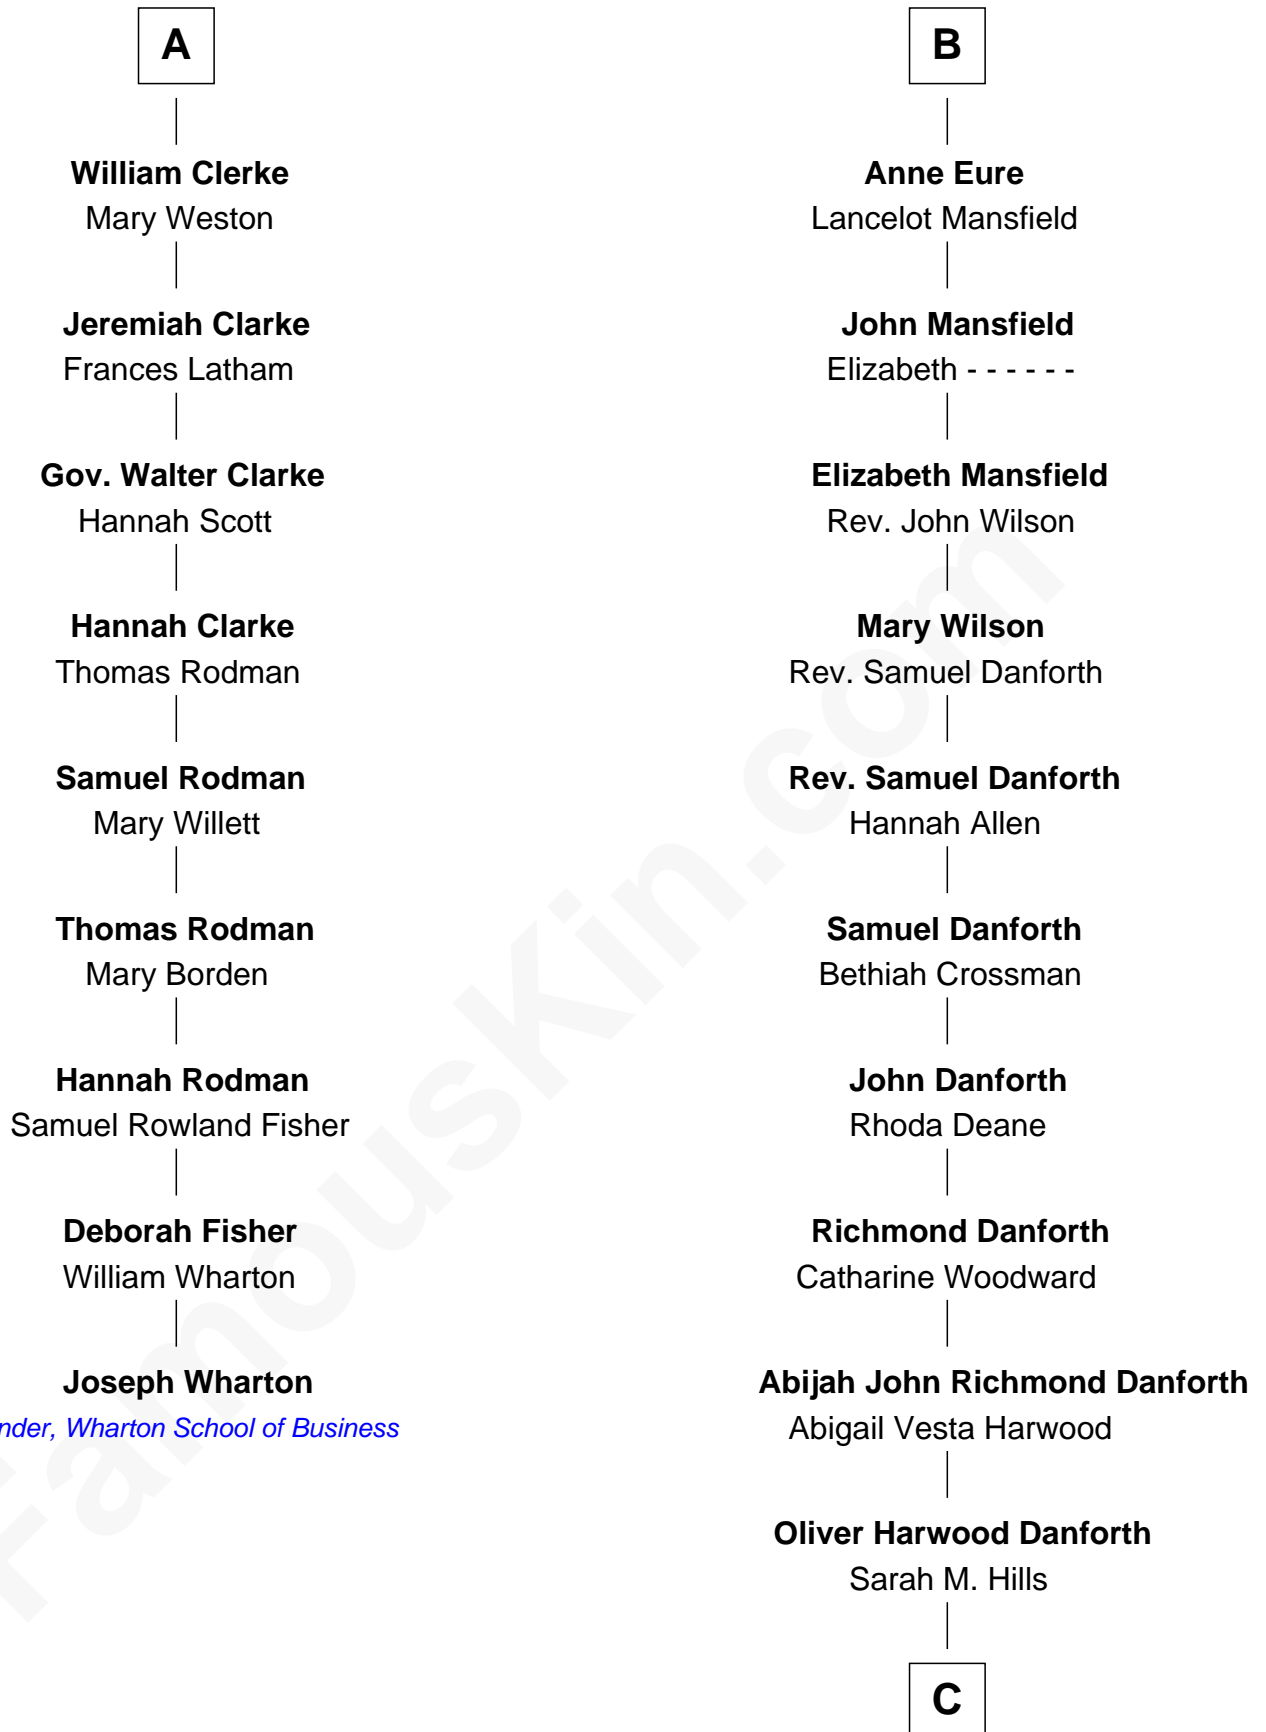 A
William Clerke
Mary Weston
Jeremiah Clarke
Frances Latham
Gov. Walter Clarke
Hannah Scott
Hannah Clarke
Thomas Rodman
Samuel Rodman
Mary Willett
Thomas Rodman
Mary Borden
Hannah Rodman
Samuel Rowland Fisher
Deborah Fisher
William Wharton
Joseph Wharton
nder, Wharton School of Business
B
Anne Eure
Lancelot Mansfield
John Mansfield
Elizabeth - - - - - -
Elizabeth Mansfield
Rev. John Wilson
Mary Wilson
Rev. Samuel Danforth
Rev. Samuel Danforth
Hannah Allen
Samuel Danforth
Bethiah Crossman
John Danforth
Rhoda Deane
Richmond Danforth
Catharine Woodward
Abijah John Richmond Danforth
Abigail Vesta Harwood
Oliver Harwood Danforth
Sarah M. Hills
C
FamousKin.com